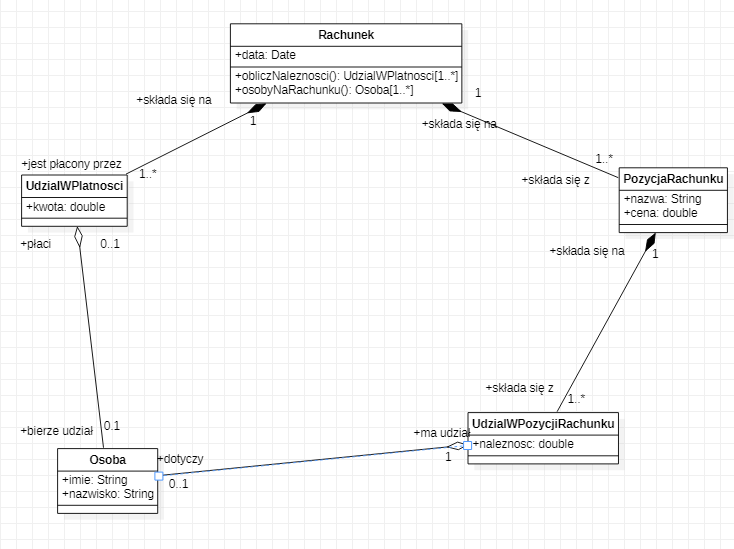 Rachunek
+data: Date
+obliczNaleznosci(): UdzialWPlatnosci[1..*]
+osobyNaRachunku(): Osoba[1..*]
+składa się na
1
1
+składa się na
+jest płacony przez
1..*
1..*
+składa się z
UdzialWPlatnosci
+kwota: double
PozycjaRachunku
+nazwa: String
+cena: double
+płaci
0..1
+składa się na
1
+składa się z
1..*
+bierze udział
0.1
UdzialWPozycjiRachunku
+naleznosc: double
+ma udział
1
+dotyczy
0..1
Osoba
+imie: String
+nazwisko: String